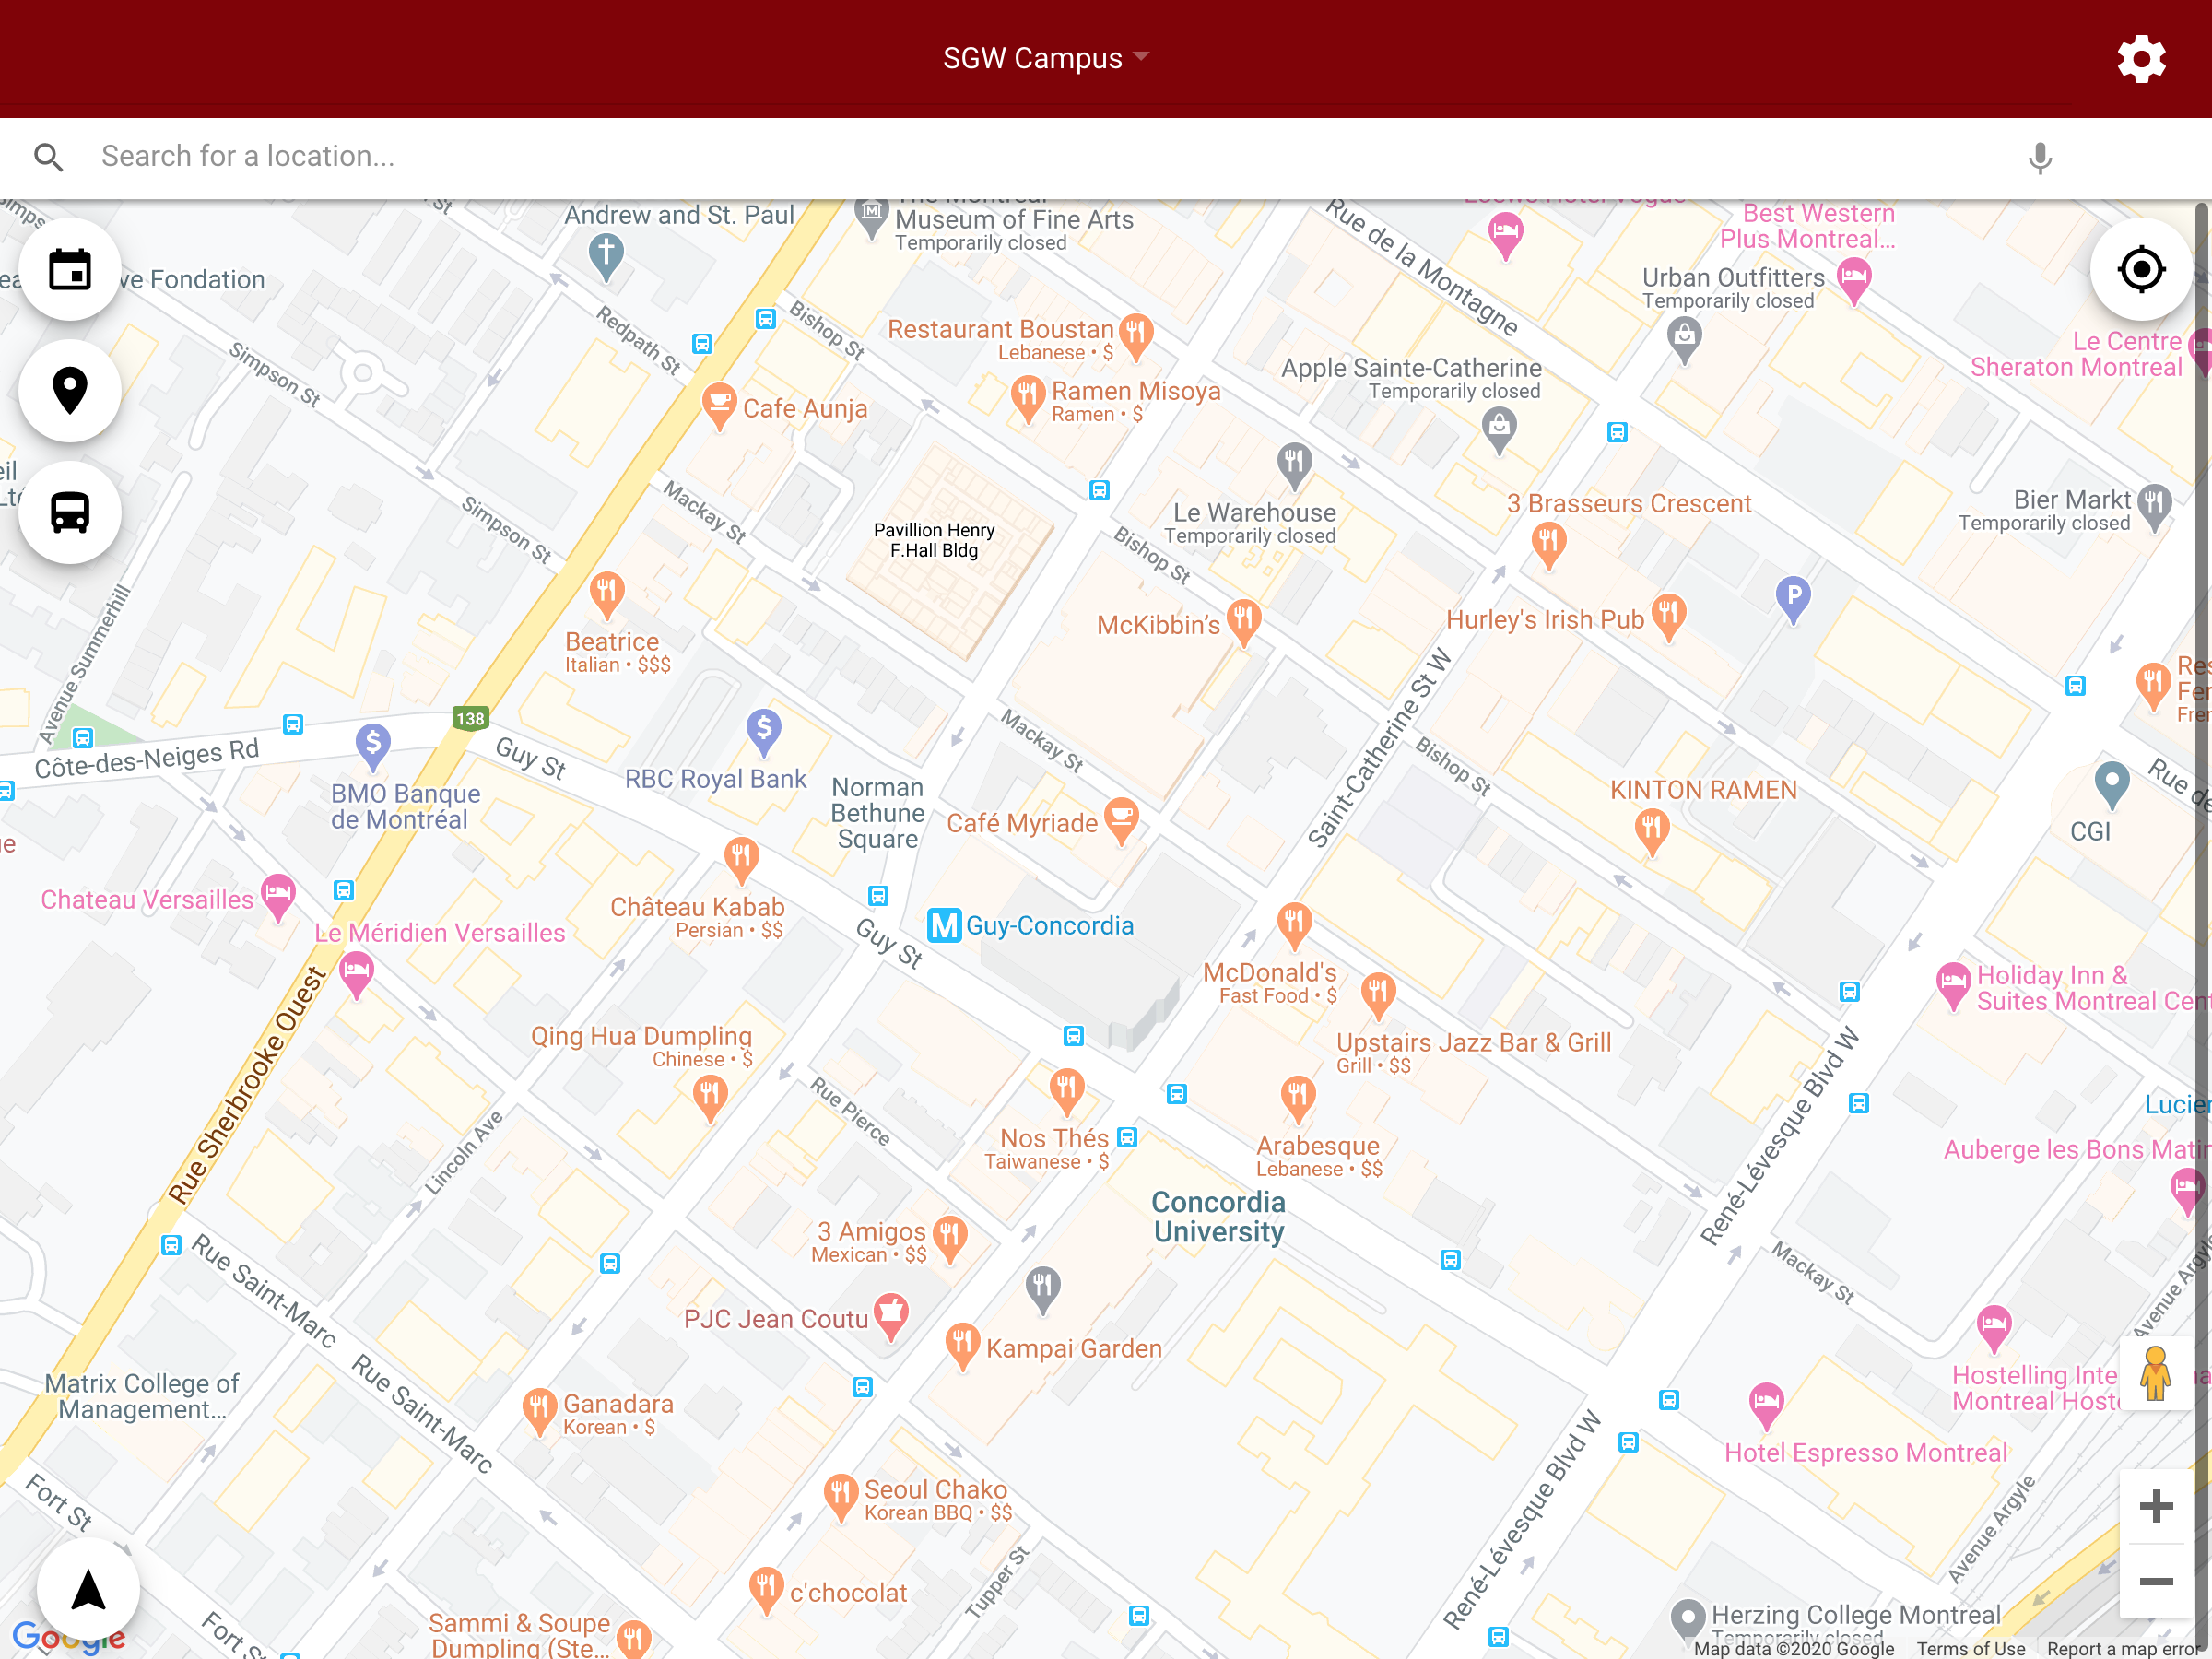 SGW Campus
Search for a location...
Andrew and St. Paul
Museum of Fine Arts
Temporarily closed
Rue de la Montagne
Best Western
Plus Montreal...
Urban Outfitters
Temporarily closed
ve Fondation
Redpath St
Bishop St
Restaurant Boustan
Lebanese • $
Le Centre
Sheraton Montreal
Simpson St
Apple Sainte-Catherine
Temporarily closed
Ramen Misoya
Ramen • $
Cafe Aunja
Mackay St
Simpson St
Pavillion Henry
F.Hall Bldg
Le Warehouse
Temporarily closed
3 Brasseurs Crescent
Bier Markt
Temporarily closed
Bishop St
Avenue Summerhill
Beatrice
Italian • $$$
McKibbin's
Hurley's Irish Pub
P
138
Côte-des-Neiges Rd
Guy St
Mackay St
Saint-Catherine St W
Bishop St
RBC Royal Bank
BMO Banque
de Montréal
Norman
Bethune
Square
Café Myriade
KINTON RAMEN
CGI
Chateau Versailles
Le Méridien Versailles
Château Kabab
Persian • $$
Guy St
M Guy-Concordia
McDonald's
Fast Food • $
Holiday Inn &
Suites Montreal Cen
Rue Sherbrooke Ouest
Qing Hua Dumpling
Chinese • $
Upstairs Jazz Bar & Grill
Grill • $$
René-Lévesque Blvd W
Rue Pierce
Lincoln Ave
Nos Thés
Taiwanese • $
Arabesque
Lebanese • $$
Lucien
Auberge les Bons Matin
Concordia
University
3 Amigos
Mexican • $$
Mackay St
Avenue Argyle
Rue Saint-Marc
PJC Jean Coutu
Kampai Garden
Rue Saint-Marc
Matrix College of
Management...
Ganadara
Korean • $
Hostelling Inte
Montreal Hoste
Hotel Espresso Montreal
René-Lévesque Blvd W
Fort St
Seoul Chako
Korean BBQ • $$
Avenue Argyle
Tupper St
c'chocolat
Fort St
Sammi & Soupe
Dumpling (Ste...
Herzing College Montreal
Temporarily closed
Google
Map data ©2020 Google
Terms of Use
Report a map error